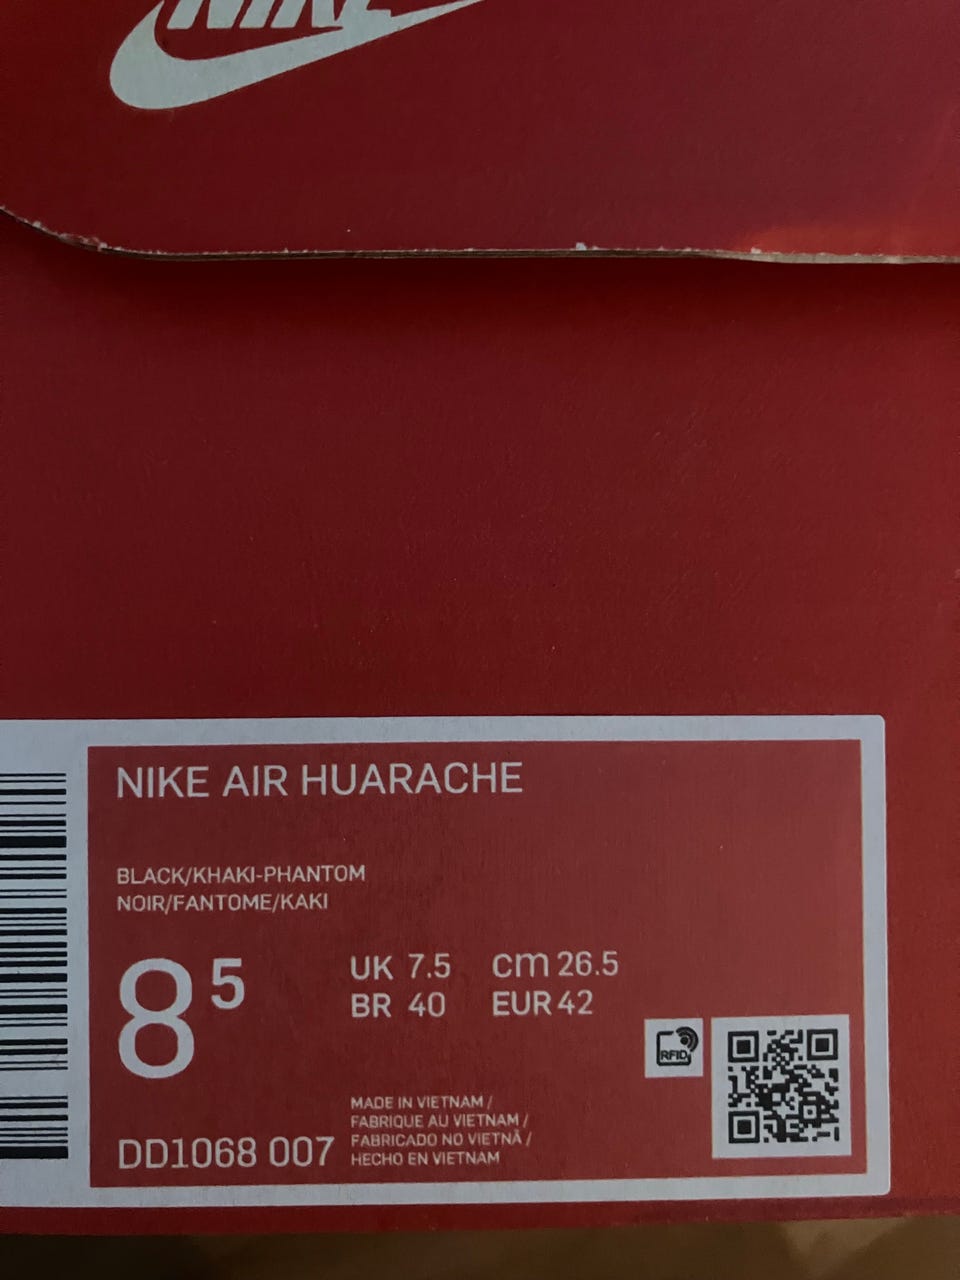 NIKE
NIKE AIR HUARACHE
BLACK/KHAKI-PHANTOM
NOIR/FANTOME/KAKI
8 5
UK 7.5 cm 26.5
BR 40 EUR 42
RFID
MADE IN VIETNAM /
FABRIQUE AU VIETNAM /
FABRICADO NO VIETNÃ /
HECHO EN VIETNAM
DD1068 007